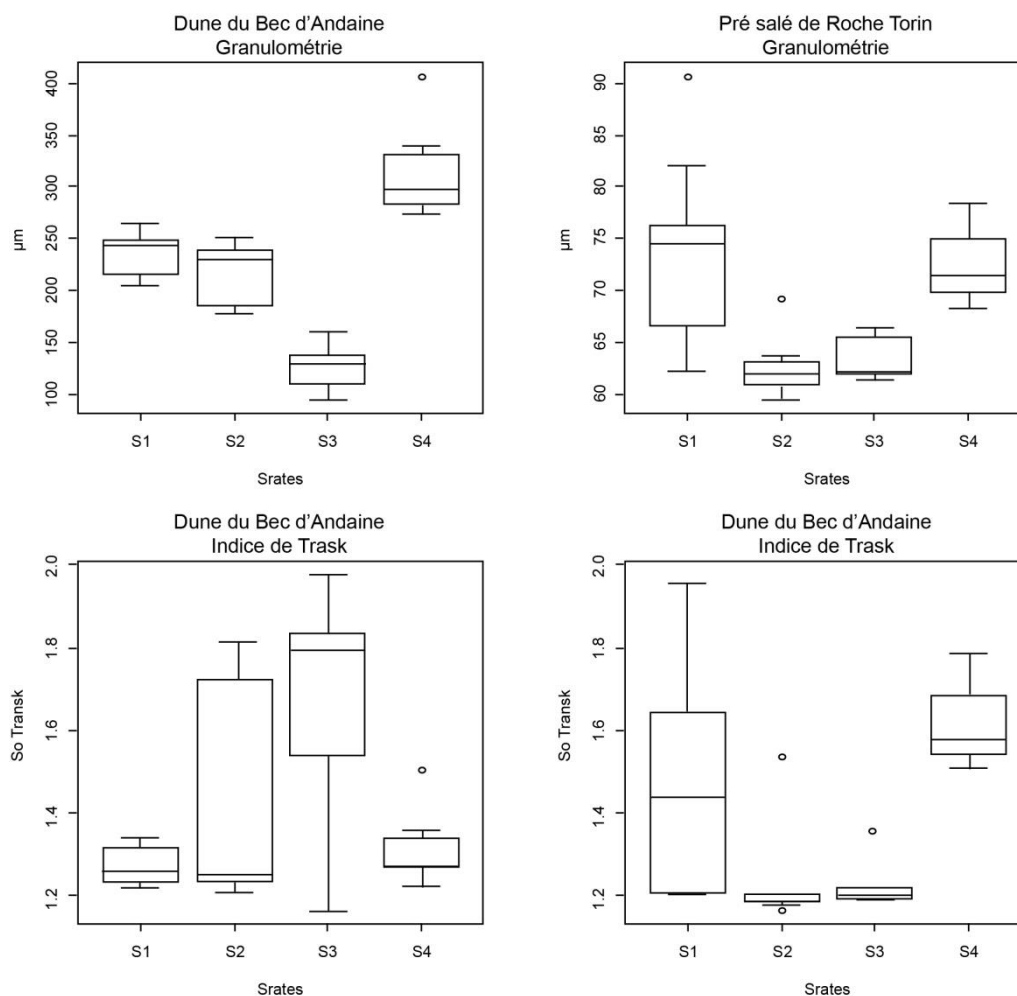 Dune du Bec d’Andaine
Granulométrie
400
350
300
250
200
150
100
µm
S1 S2 S3 S4
Srates
Pré salé de Roche Torin
Granulométrie
90
85
80
75
70
65
60
µm
S1 S2 S3 S4
Srates
Dune du Bec d’Andaine
Indice de Trask
2.0
1.8
1.6
1.4
1.2
So Transk
S1 S2 S3 S4
Srates
Dune du Bec d’Andaine
Indice de Trask
2.0
1.8
1.6
1.4
1.2
So Transk
S1 S2 S3 S4
Srates